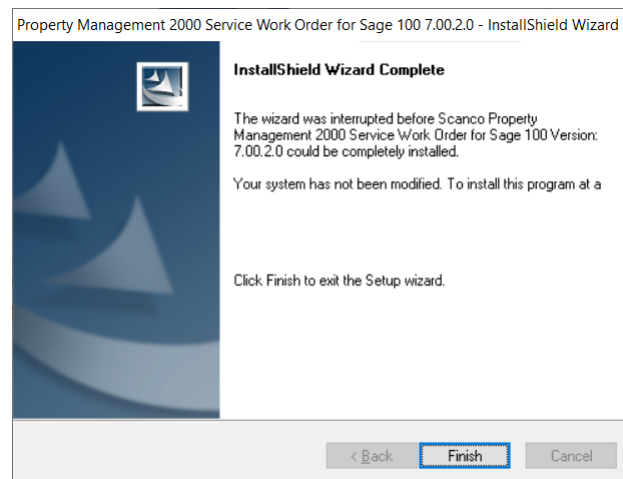 Property Management 2000 Service Work Order for Sage 100 7.00.2.0 - InstallShield Wizard
InstallShield Wizard Complete
The wizard was interrupted before Scanco Property
Management 2000 Service Work Order for Sage 100 Version:
7.00.2.0 could be completely installed.
Your system has not been modified. To install this program at a
Click Finish to exit the Setup wizard.
< Back
Finish
Cancel